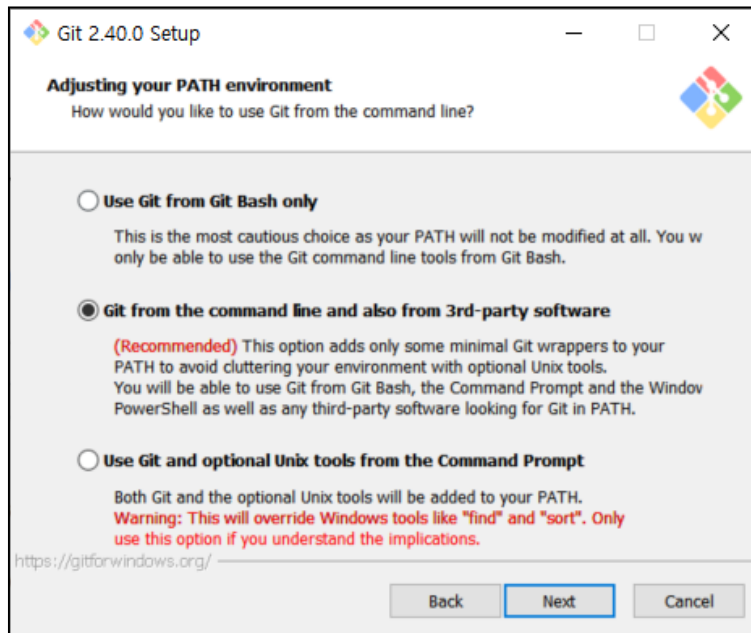 Git 2.40.0 Setup
Adjusting your PATH environment
How would you like to use Git from the command line?
Use Git from Git Bash only
This is the most cautious choice as your PATH will not be modified at all. You w
only be able to use the Git command line tools from Git Bash.
Git from the command line and also from 3rd-party software
(Recommended) This option adds only some minimal Git wrappers to your
PATH to avoid cluttering your environment with optional Unix tools.
You will be able to use Git from Git Bash, the Command Prompt and the Window
PowerShell as well as any third-party software looking for Git in PATH.
Use Git and optional Unix tools from the Command Prompt
Both Git and the optional Unix tools will be added to your PATH.
Warning: This will override Windows tools like "find" and "sort". Only
use this option if you understand the implications.
https://gitforwindows.org/
Back Next Cancel